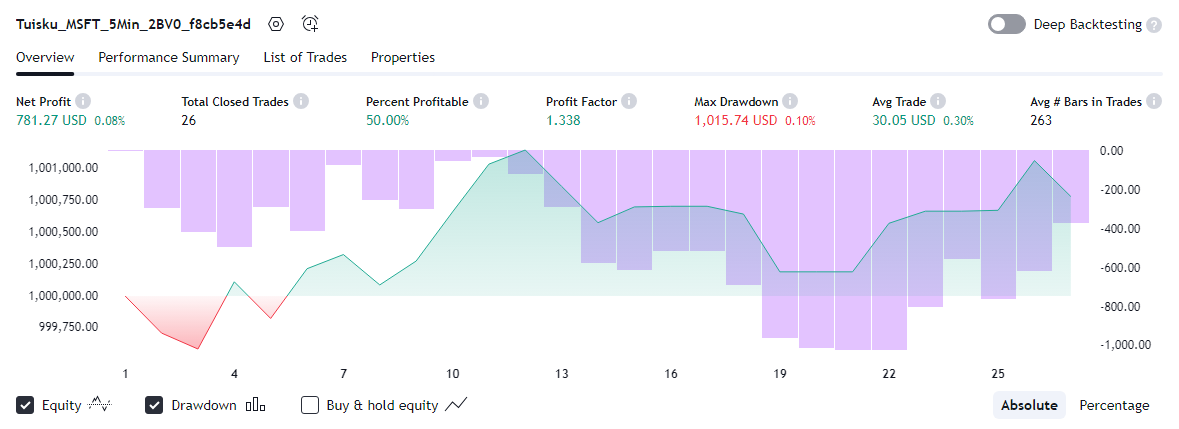 Tuisku_MSFT_5Min_2BV0_f8cb5e4d Deep Backtesting ?
Overview Performance Summary List of Trades Properties
Net Profit i Total Closed Trades i Percent Profitable i Profit Factor i Max Drawdown i Avg Trade i Avg # Bars in Trades i
781.27 USD 0.08% 26 50.00% 1.338 1,015.74 USD 0.10% 30.05 USD 0.30% 263
0.00
1,001,000.00
-200.00
1,000,750.00
-400.00
1,000,500.00
1,000,250.00
-600.00
1,000,000.00
-800.00
999,750.00
-1,000.00
1 4 7 10 13 16 19 22 25
Equity Drawdown Buy & hold equity Absolute Percentage